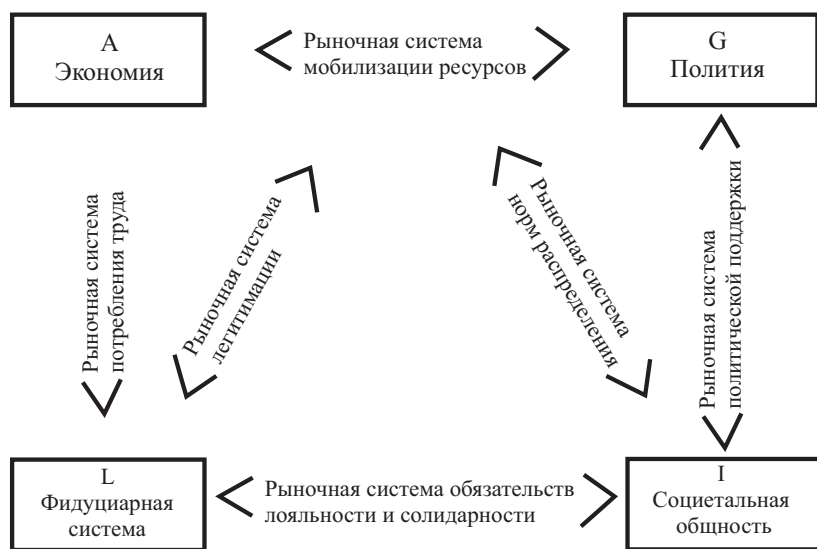 A
Экономия
Рыночная система
мобилизации ресурсов
G
Полития
Рыночная система
потребления труда
Рыночная система
легитимации
Рыночная система
норм распределения
Рыночная система
политической поддержки
L
Фидуциарная
система
Рыночная система обязательств
лояльности и солидарности
I
Социетальная
общность